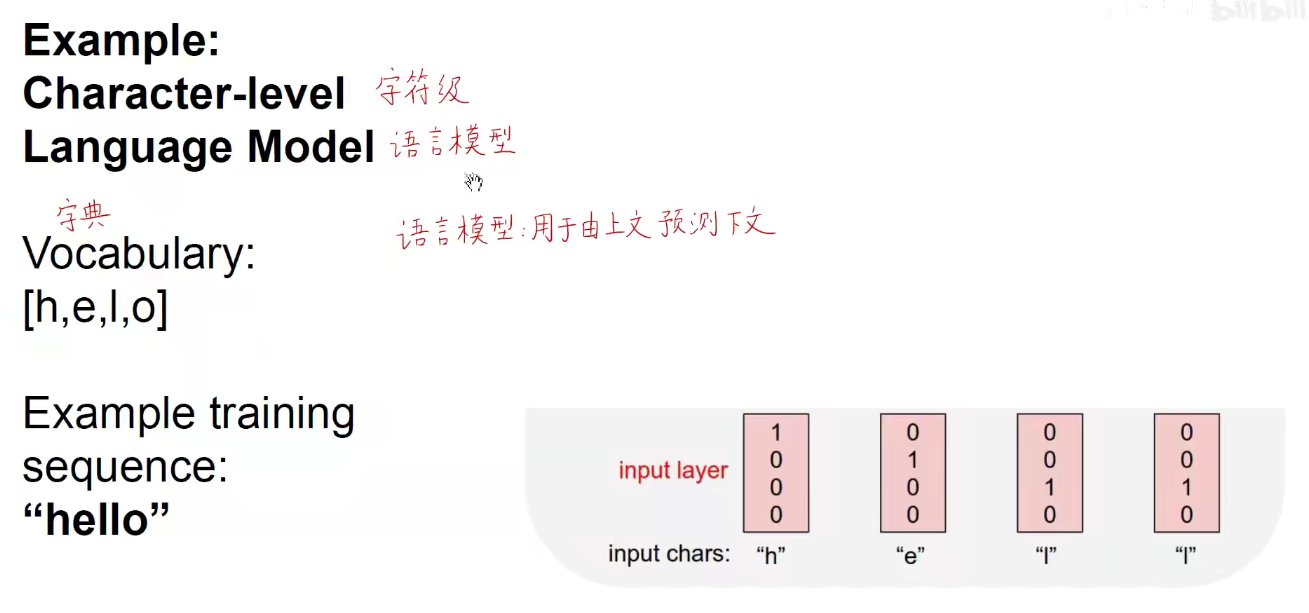 Example:
Character-level 字符级
Language Model 语言模型
字典
语言模型:用于由上文预测下文
Vocabulary:
[h,e,l,o]
Example training
sequence:
“hello”
1 0 0 0
input layer 0 1 0 0
0 0 1 1
0 0 0 0
input chars: “h” “e” “l” “l”
bilibili